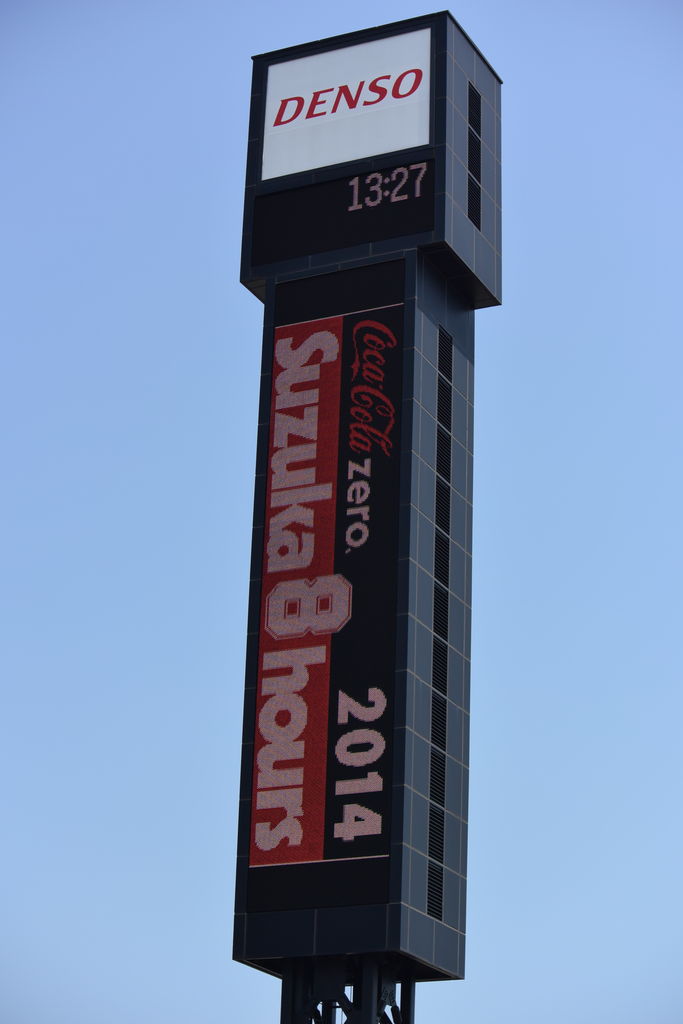 DENSO
13:27
Coca-Cola zero.
Suzuka 8 hours
2014